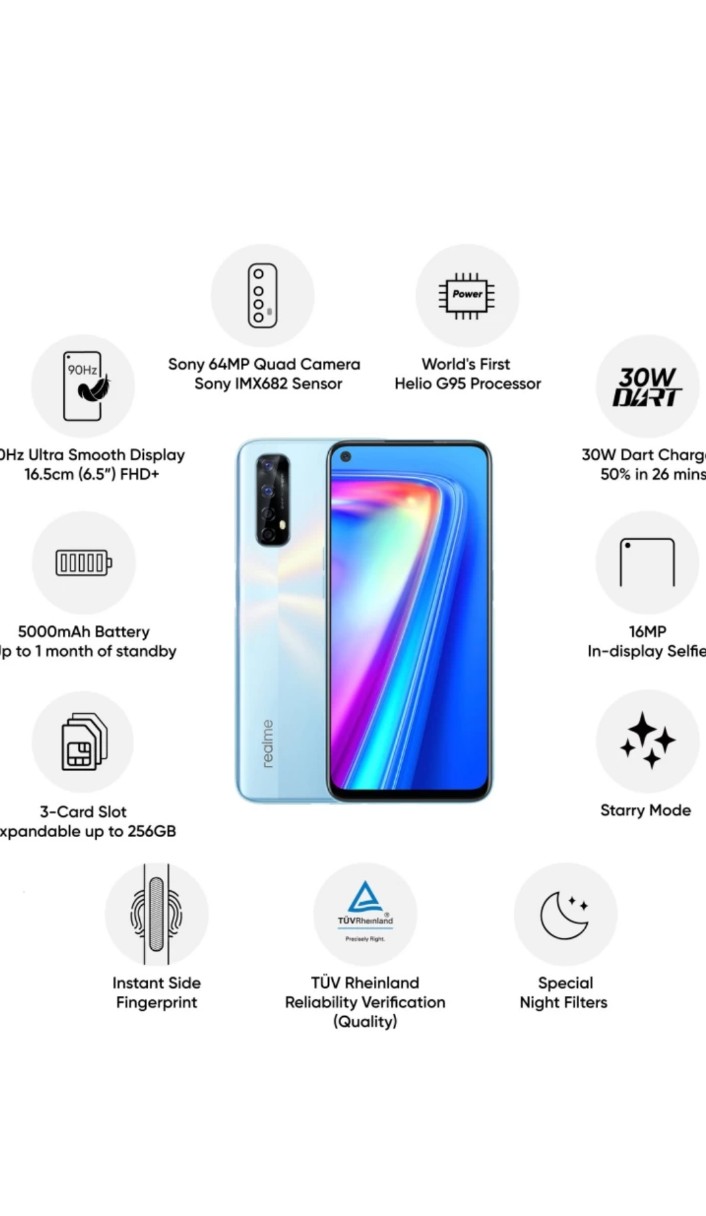 Power
Sony 64MP Quad Camera
Sony IMX682 Sensor
World's First
Helio G95 Processor
90Hz
30W
DART
0Hz Ultra Smooth Display
16.5cm (6.5") FHD+
30W Dart Charg
50% in 26 mins
5000mAh Battery
p to 1 month of standby
16MP
In-display Selfie
realme
3-Card Slot
xpandable up to 256GB
Starry Mode
TÜVRheinland®
Precisely Right.
Instant Side
Fingerprint
TÜV Rheinland
Reliability Verification
(Quality)
Special
Night Filters